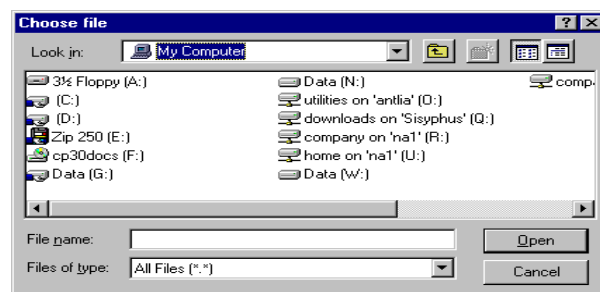 Choose file
Look in: My Computer
3½ Floppy (A:)
(C:)
(D:)
Zip 250 (E:)
cp30docs (F:)
Data (G:)
Data (N:)
utilities on 'antlia' (O:)
downloads on 'Sisyphus' (Q:)
company on 'na1' (R:)
home on 'na1' (U:)
Data (W:)
comp
File name:
Open
Files of type: All Files (*.*)
Cancel